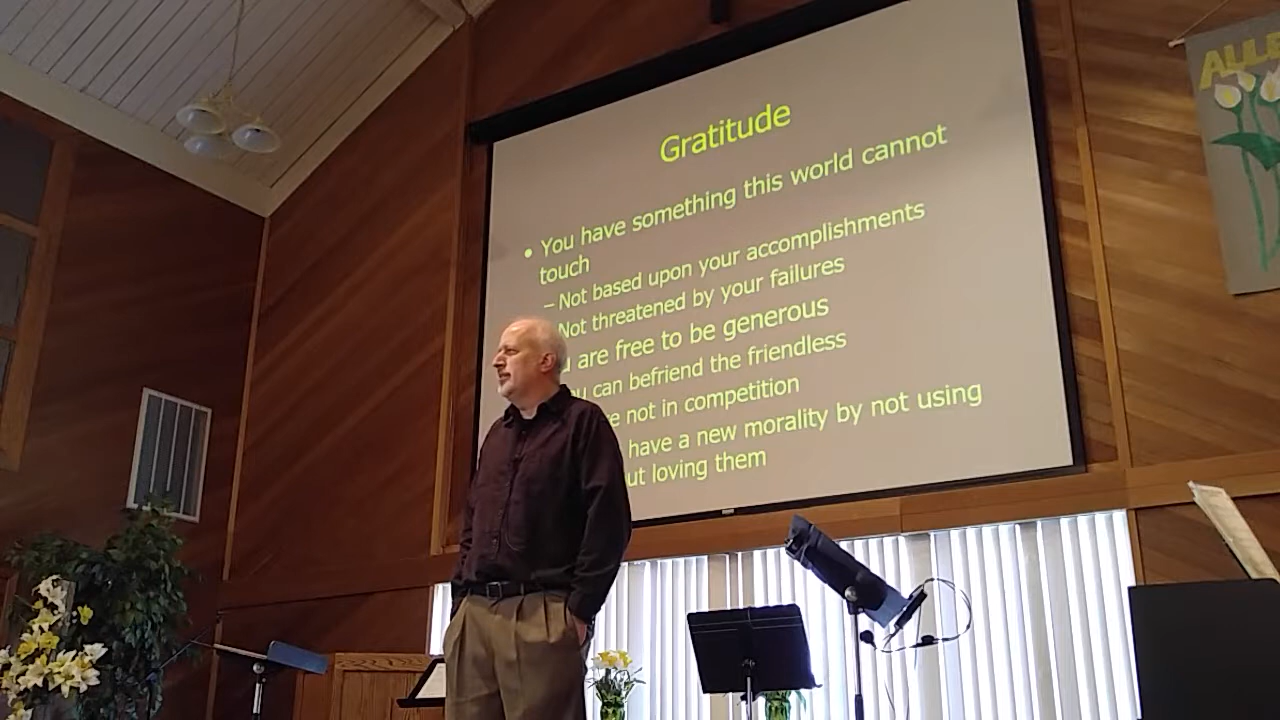 Gratitude
• You have something this world cannot
touch
– Not based upon your accomplishments
Not threatened by your failures
are free to be generous
can befriend the friendless
not in competition
have a new morality by not using
loving them